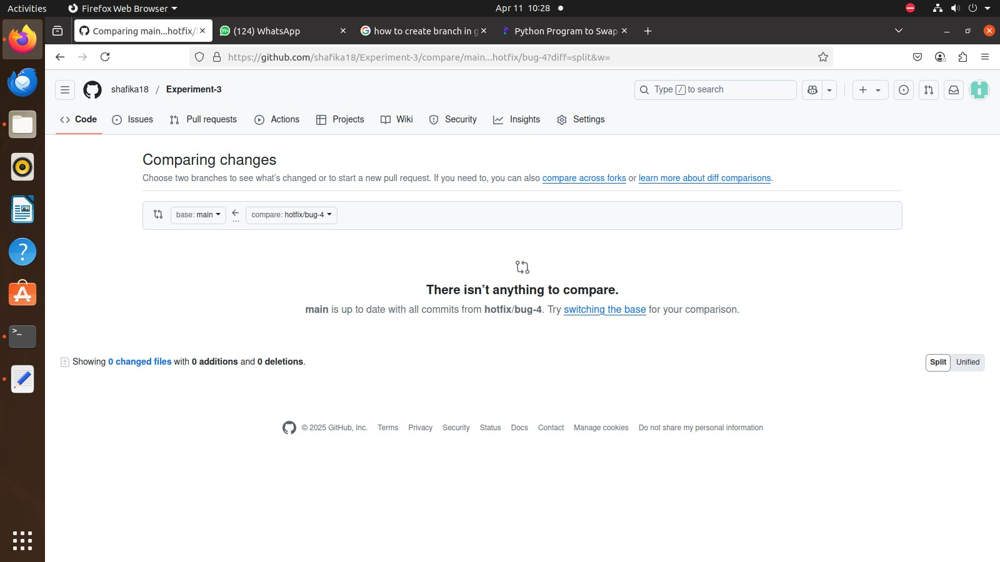 Activities
Firefox Web Browser
Apr 11 10:28
Comparing main...hotfix/
99+
(124) WhatsApp
how to create branch in g
Python Program to Swap
https://github.com/shafika18/Experiment-3/compare/main...hotfix/bug-4?diff=split&w=
shafika18 / Experiment-3
Type / to search
Code
Issues
Pull requests
Actions
Projects
Wiki
Security
Insights
Settings
Comparing changes
Choose two branches to see what's changed or to start a new pull request. If you need to, you can also compare across forks or learn more about diff comparisons.
base: main
...
compare: hotfix/bug-4
There isn't anything to compare.
main is up to date with all commits from hotfix/bug-4. Try switching the base for your comparison.
Showing 0 changed files with 0 additions and 0 deletions.
Split
Unified
© 2025 GitHub, Inc.
Terms
Privacy
Security
Status
Docs
Contact
Manage cookies
Do not share my personal information